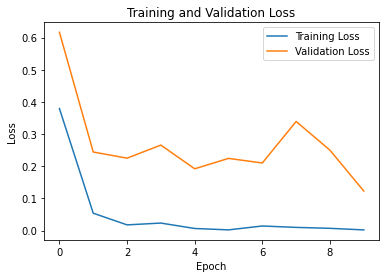 Training and Validation Loss
Training Loss
Validation Loss
0.6
0.5
0.4
0.3
0.2
0.1
0.0
Loss
0 2 4 6 8
Epoch